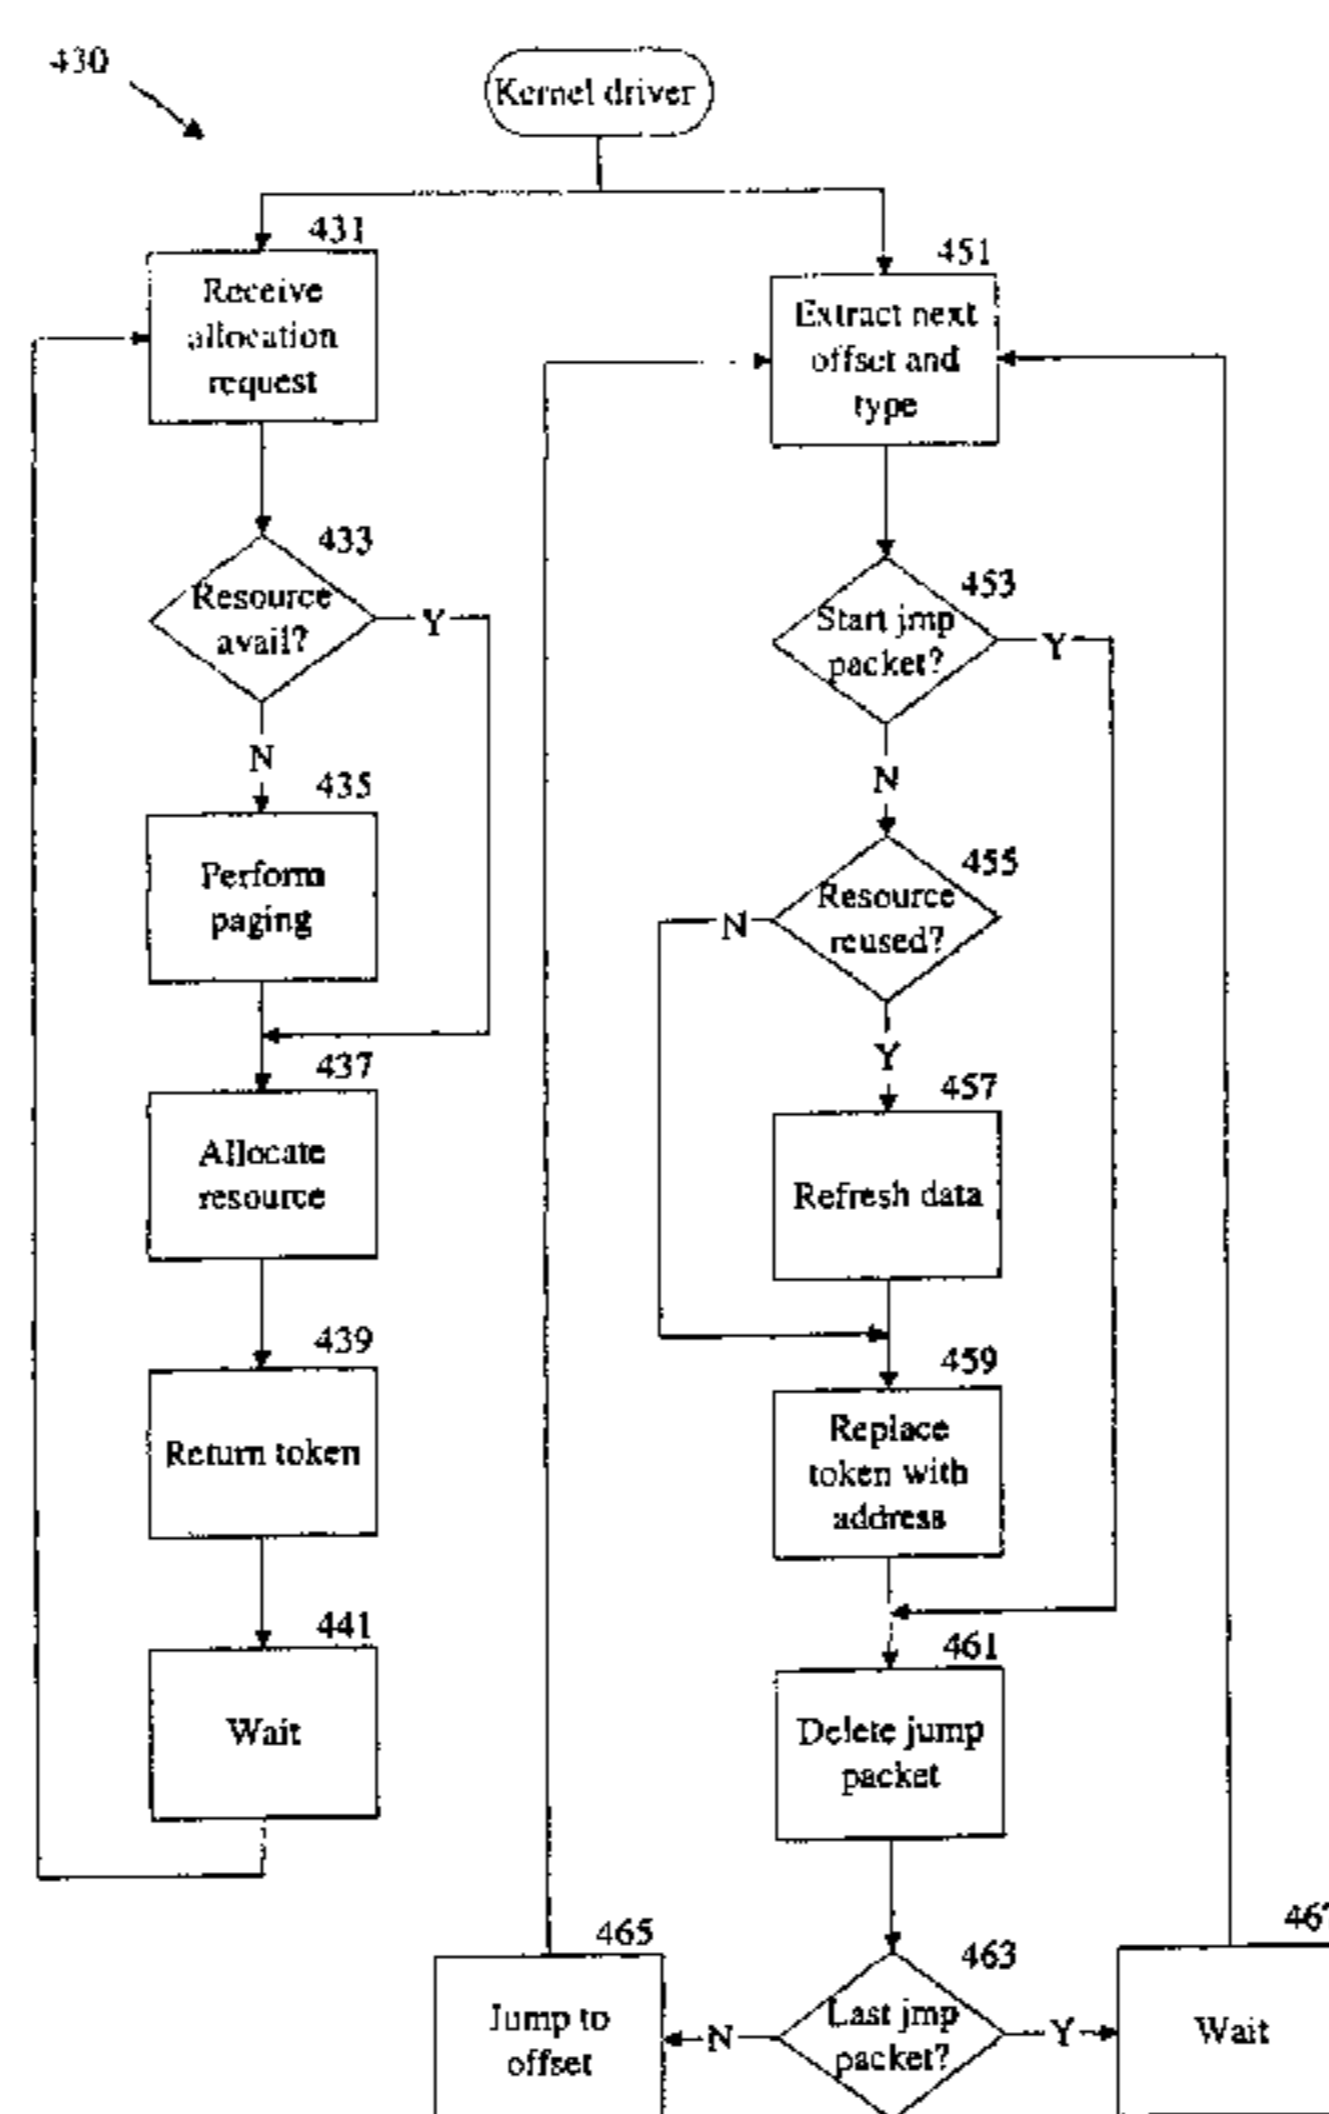 430
Kernel driver
431
Receive
allocation
request
433
Resource
avail?
Y
N
435
Perform
paging
437
Allocate
resource
439
Return token
441
Wait
451
Extract next
offset and
type
453
Start jmp
packet?
Y
N
455
Resource
reused?
N
Y
457
Refresh data
459
Replace
token with
address
461
Delete jump
packet
463
Last jmp
packet?
N
Y
465
Jump to
offset
Wait